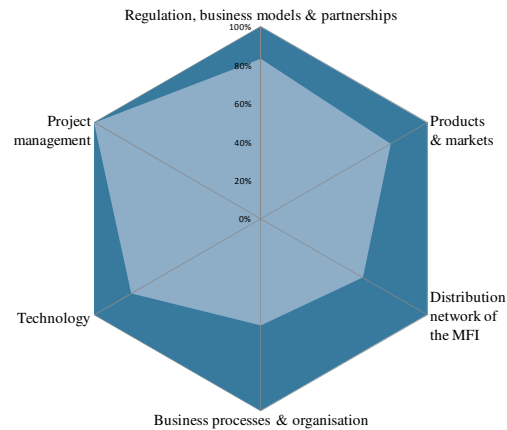 Regulation, business models & partnerships
100%
80%
60%
40%
20%
0%
Project
management
Products
& markets
Technology
Distribution
network of
the MFI
Business processes & organisation